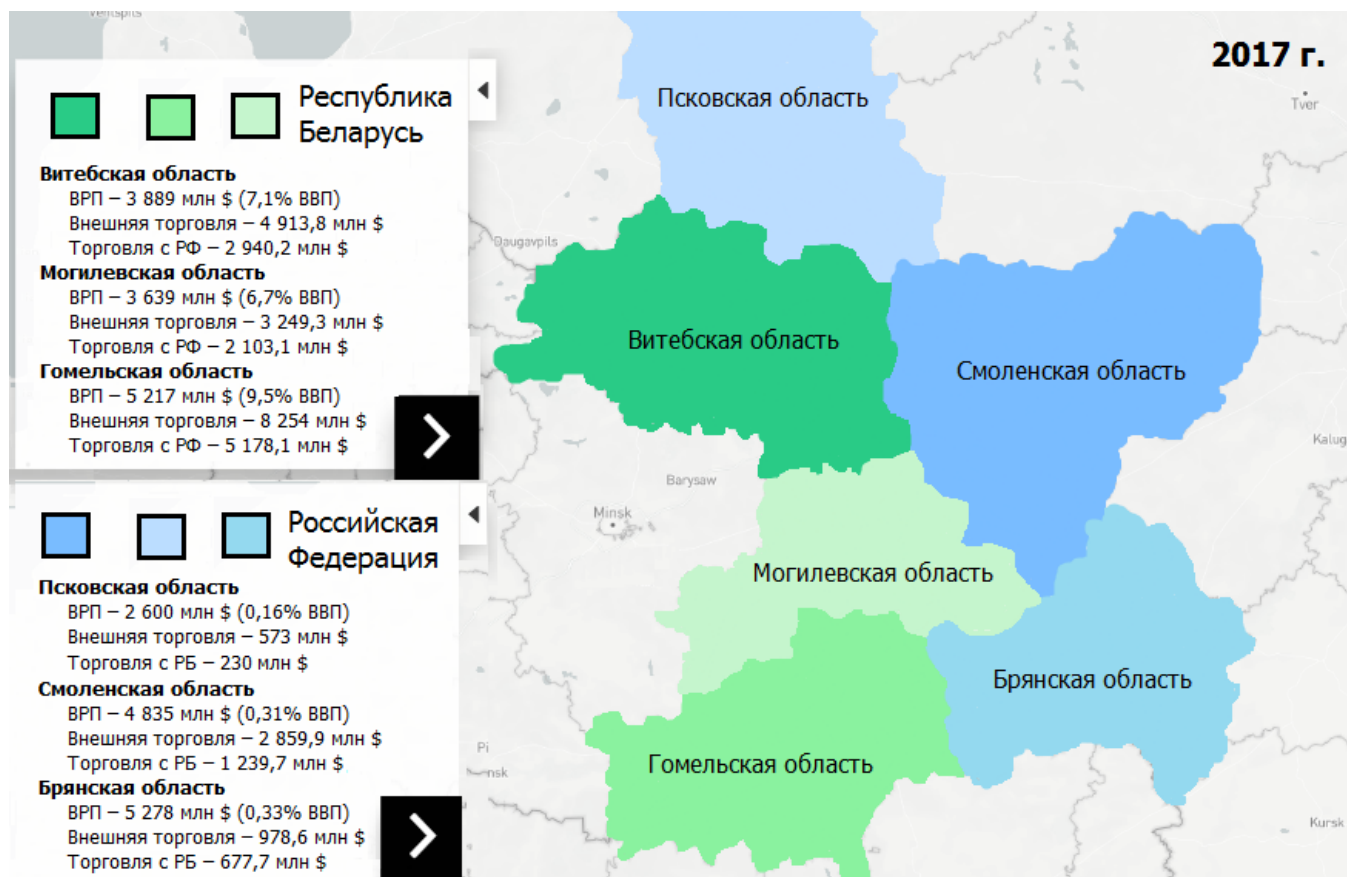 Ventspils
2017 г.
Tver
Республика
Беларусь
Витебская область
ВРП – 3 889 млн $ (7,1% ВВП)
Внешняя торговля – 4 913,8 млн $
Торговля с РФ – 2 940,2 млн $
Могилевская область
ВРП – 3 639 млн $ (6,7% ВВП)
Внешняя торговля – 3 249,3 млн $
Торговля с РФ – 2 103,1 млн $
Гомельская область
ВРП – 5 217 млн $ (9,5% ВВП)
Внешняя торговля – 8 254 млн $
Торговля с РФ – 5 178,1 млн $
Российская
Федерация
Псковская область
ВРП – 2 600 млн $ (0,16% ВВП)
Внешняя торговля – 573 млн $
Торговля с РБ – 230 млн $
Смоленская область
ВРП – 4 835 млн $ (0,31% ВВП)
Внешняя торговля – 2 859,9 млн $
Торговля с РБ – 1 239,7 млн $
Брянская область
ВРП – 5 278 млн $ (0,33% ВВП)
Внешняя торговля – 978,6 млн $
Торговля с РБ – 677,7 млн $
Псковская область
Daugavpils
Витебская область
Смоленская область
Kalug
Barysaw
Minsk
Могилевская область
Брянская область
Pi
nsk
Гомельская область
Kursk